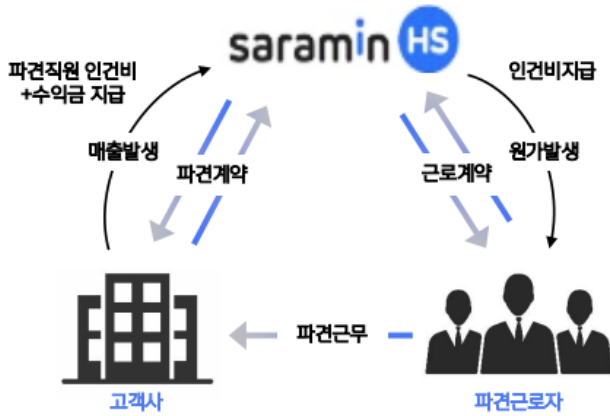 saramin HS
파견직원 인건비
+수익금 지급
인건비지급
매출발생
원가발생
파견계약
근로계약
파견근무
고객사
파견근로자